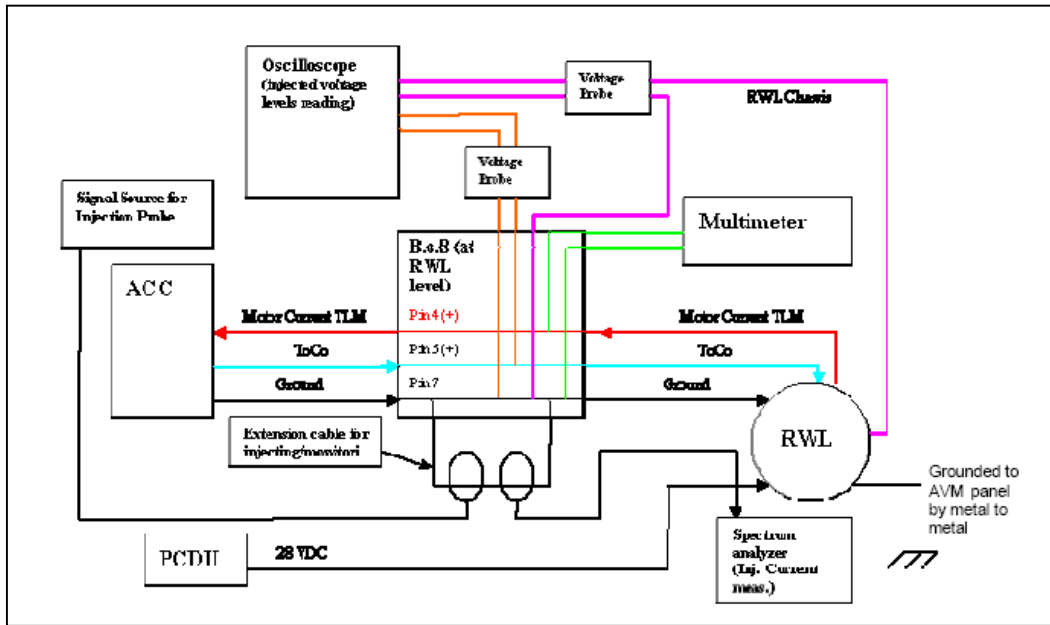 Oscilloscope
(Injected voltage
levels reading)
Voltage
Probe
RWL Chassis
Voltage
Probe
Signal Source for
Injection Probe
Multimeter
B.o.B (at
RWL
level)
ACC
Motor Current TLM
Pin 4 (+)
Motor Current TLM
ToCo
Pin 5 (+)
ToCo
Ground
Pin 7
Ground
Extension cable for
injecting/monitori
RWL
Grounded to
AVM panel
by metal to
metal
PCDU
28 VDC
Spectrum
analyzer
(Inj. Current
meas.)